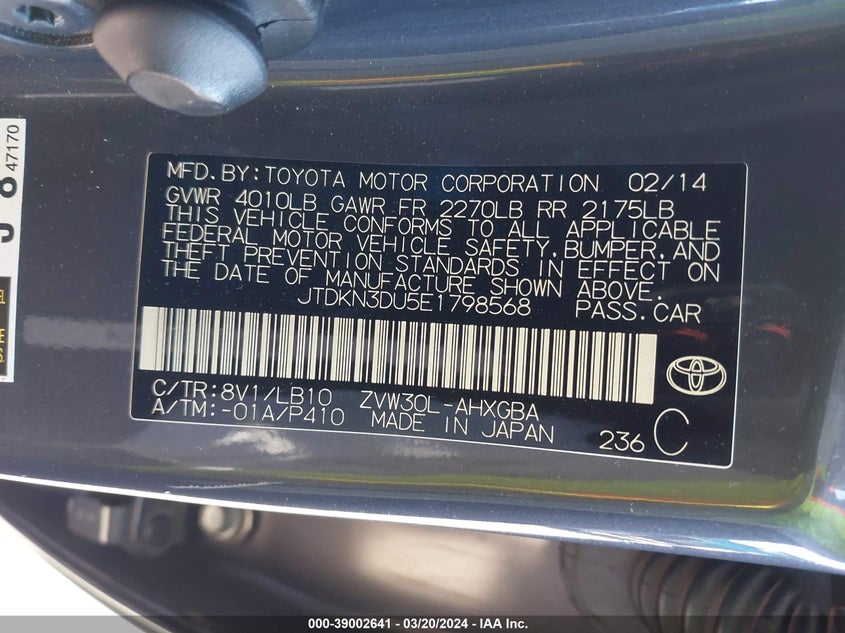 47170
8
MFD.BY:TOYOTA MOTOR CORPORATION 02/14
GVWR 4010LB GAWR FR 2270LB RR 2175LB
THIS VEHICLE CONFORMS TO ALL APPLICABLE
FEDERAL MOTOR VEHICLE SAFETY,BUMPER,AND
THEFT PREVENTION STANDARDS IN EFFECT ON
THE DATE OF MANUFACTURE SHOWN ABOVE.
JTDKN3DU5E1798568 PASS.CAR
C/TR:8V1/LB10 ZVW30L-AHXGBA
A/TM:-01A/P410 MADE IN JAPAN
236 C
000-39002641 - 03/20/2024 - IAA Inc.